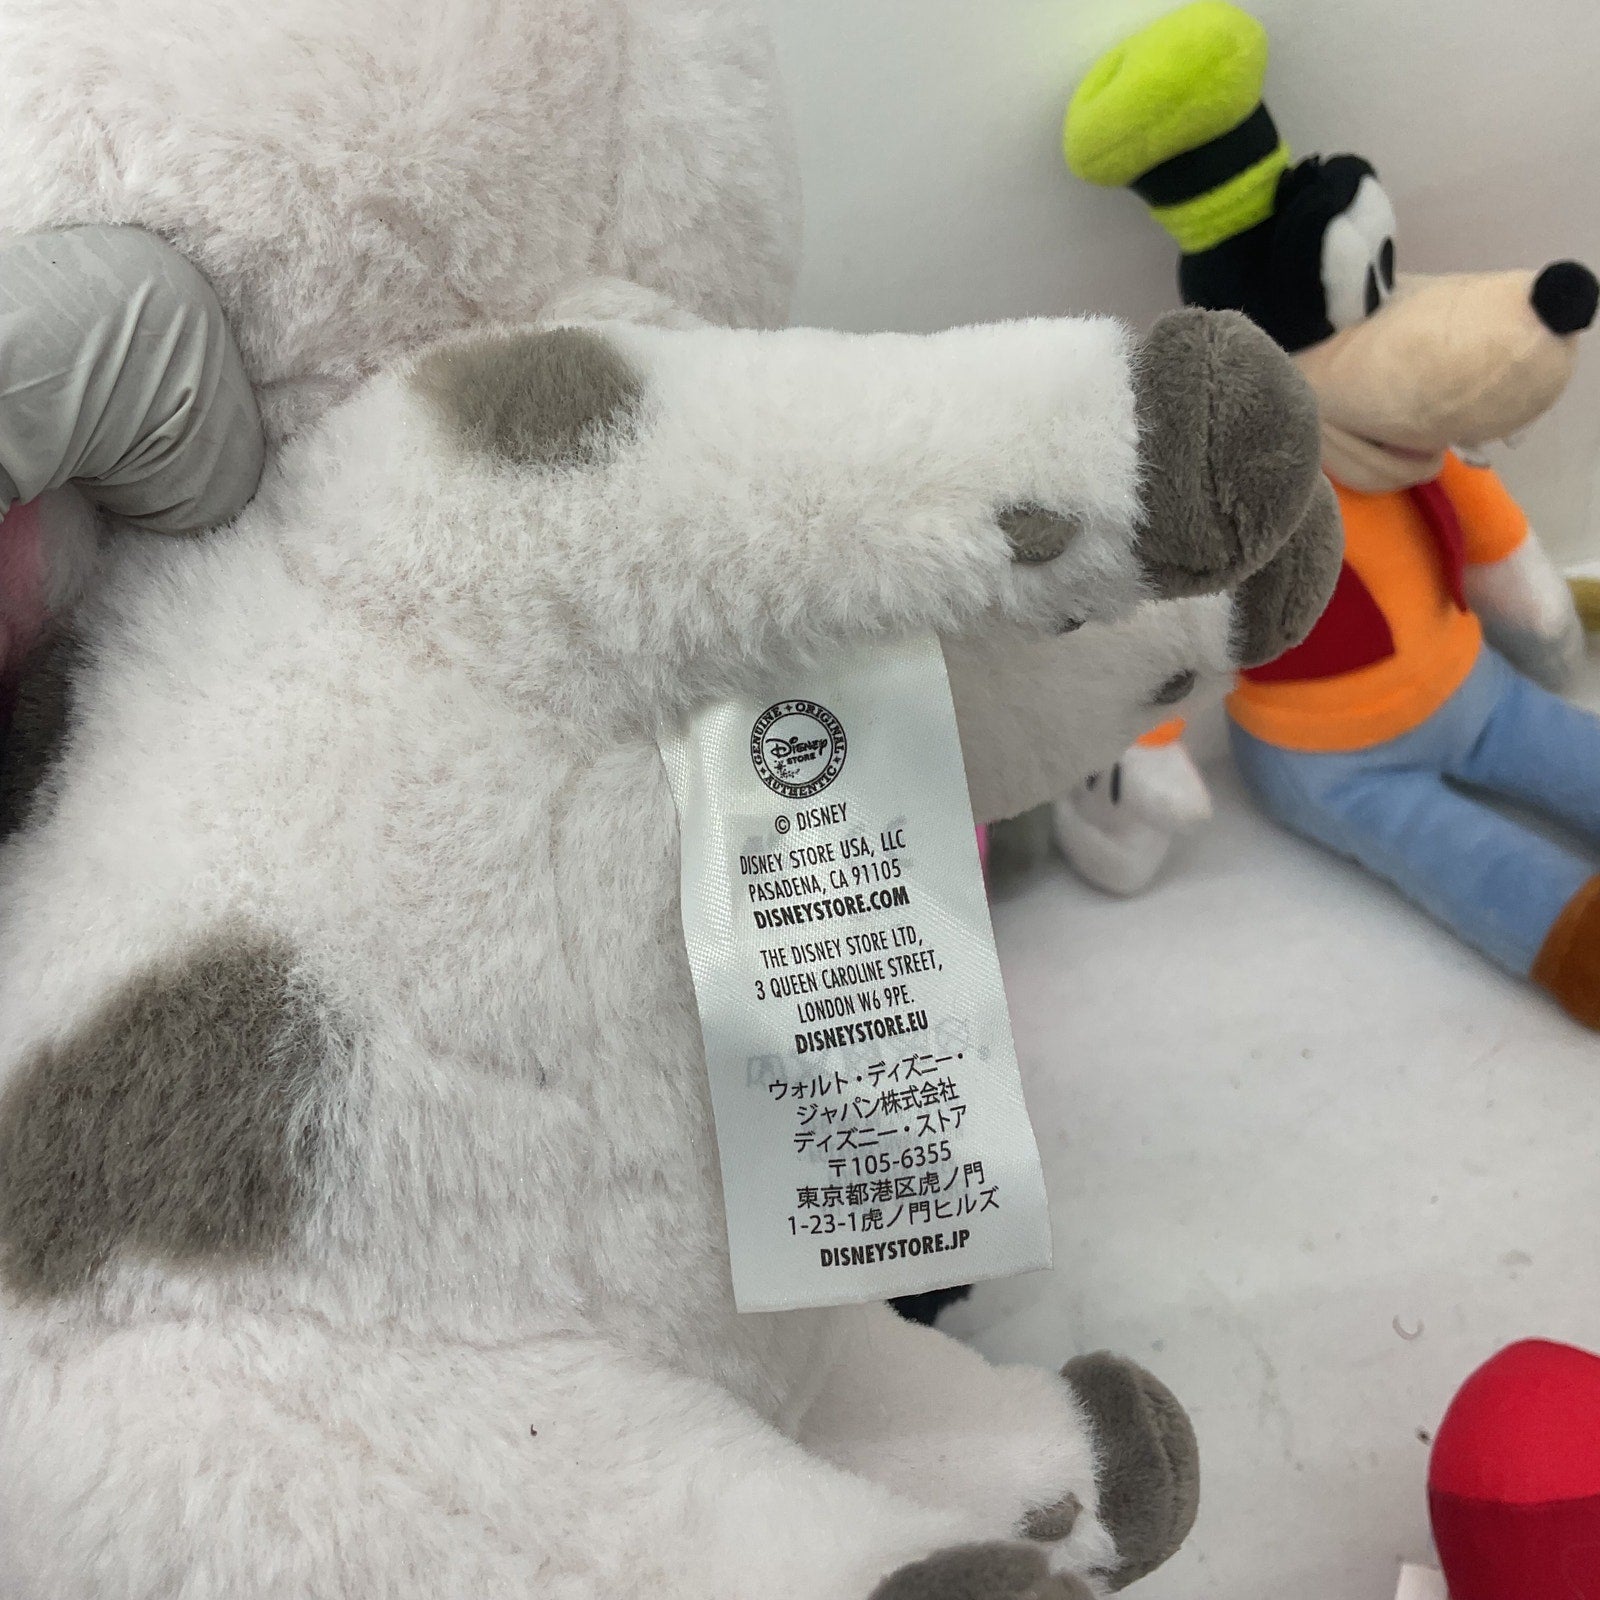 GENUINE ORIGINAL
DISNEY
STORE
AUTHENTIC
© DISNEY
DISNEY STORE USA, LLC
PASADENA, CA 91105
DISNEYSTORE.COM
THE DISNEY STORE LTD,
3 QUEEN CAROLINE STREET,
LONDON W6 9PE.
DISNEYSTORE.EU
ウォルト・ディズニー・
ジャパン株式会社
ディズニー・ストア
〒105-6355
東京都港区虎ノ門
1-23-1虎ノ門ヒルズ
DISNEYSTORE.JP